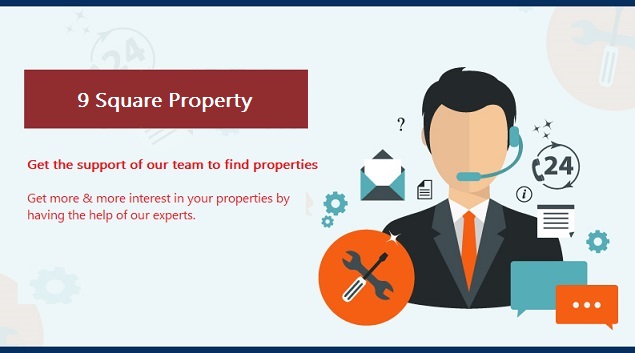 9 Square Property
Get the support of our team to find properties
Get more & more interest in your properties by
having the help of our experts.
?
24
i
24